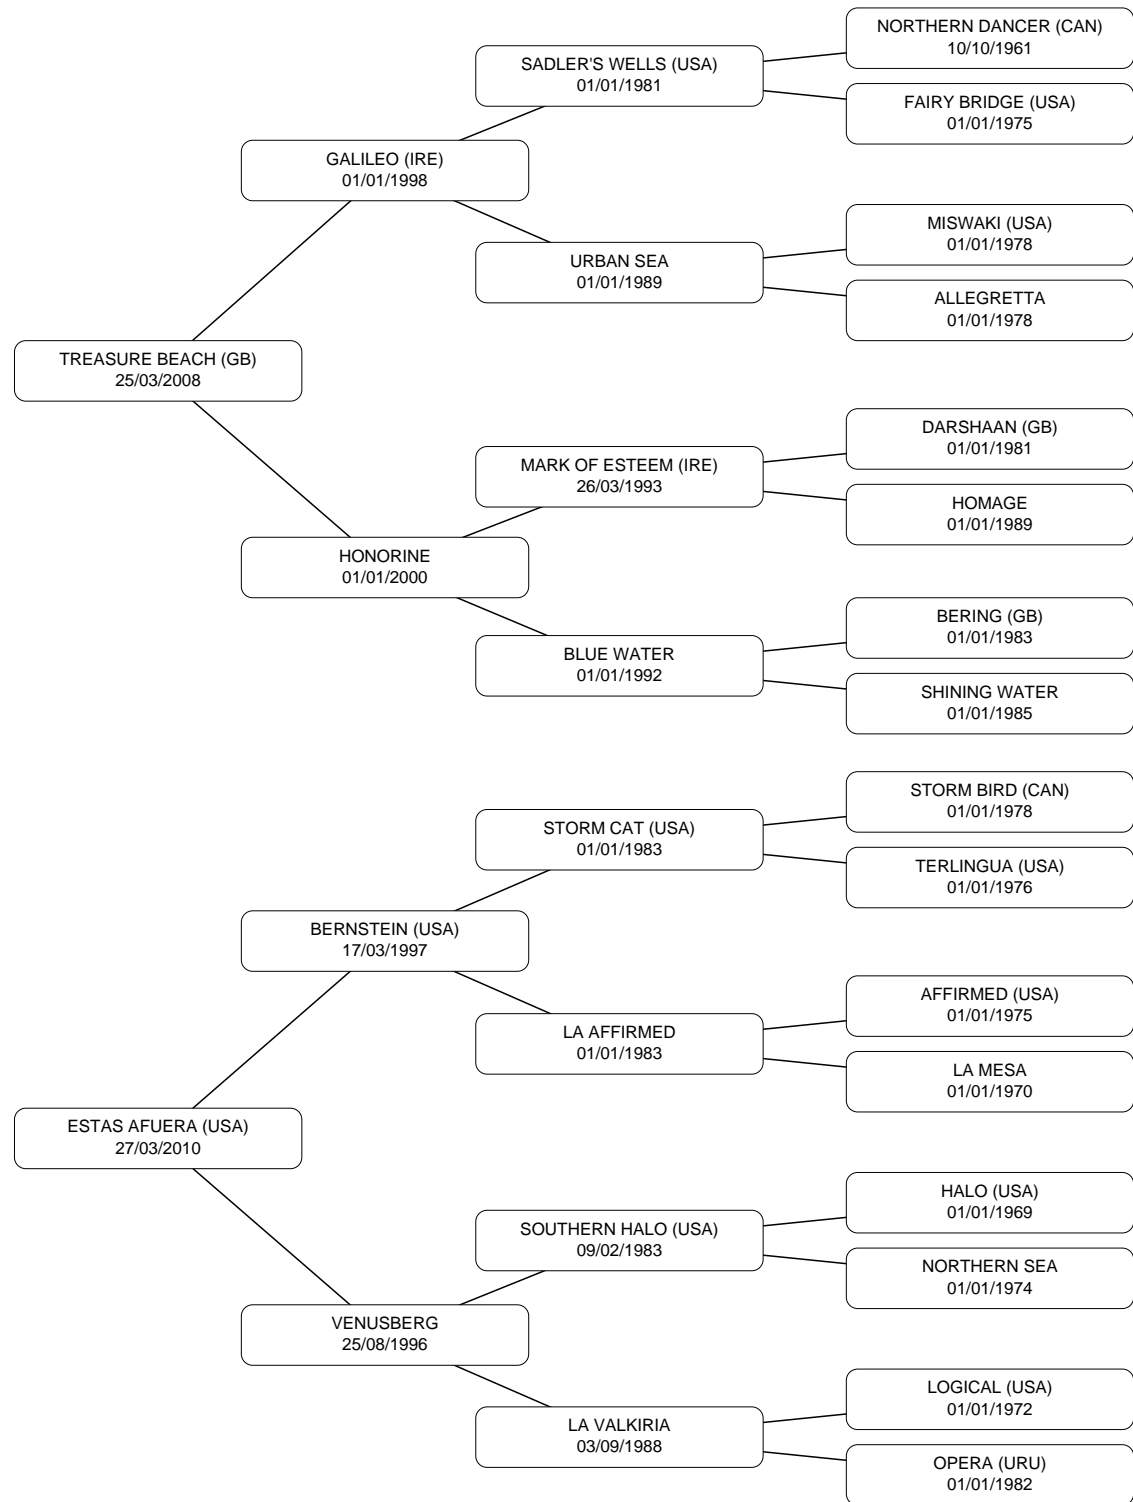 NORTHERN DANCER (CAN)
10/10/1961
SADLER'S WELLS (USA)
01/01/1981
FAIRY BRIDGE (USA)
01/01/1975
GALILEO (IRE)
01/01/1998
MISWAKI (USA)
01/01/1978
URBAN SEA
01/01/1989
ALLEGRETTA
01/01/1978
TREASURE BEACH (GB)
25/03/2008
DARSHAAN (GB)
01/01/1981
MARK OF ESTEEM (IRE)
26/03/1993
HOMAGE
01/01/1989
HONORINE
01/01/2000
BERING (GB)
01/01/1983
BLUE WATER
01/01/1992
SHINING WATER
01/01/1985
STORM BIRD (CAN)
01/01/1978
STORM CAT (USA)
01/01/1983
TERLINGUA (USA)
01/01/1976
BERNSTEIN (USA)
17/03/1997
AFFIRMED (USA)
01/01/1975
LA AFFIRMED
01/01/1983
LA MESA
01/01/1970
ESTAS AFUERA (USA)
27/03/2010
HALO (USA)
01/01/1969
SOUTHERN HALO (USA)
09/02/1983
NORTHERN SEA
01/01/1974
VENUSBERG
25/08/1996
LOGICAL (USA)
01/01/1972
LA VALKIRIA
03/09/1988
OPERA (URU)
01/01/1982